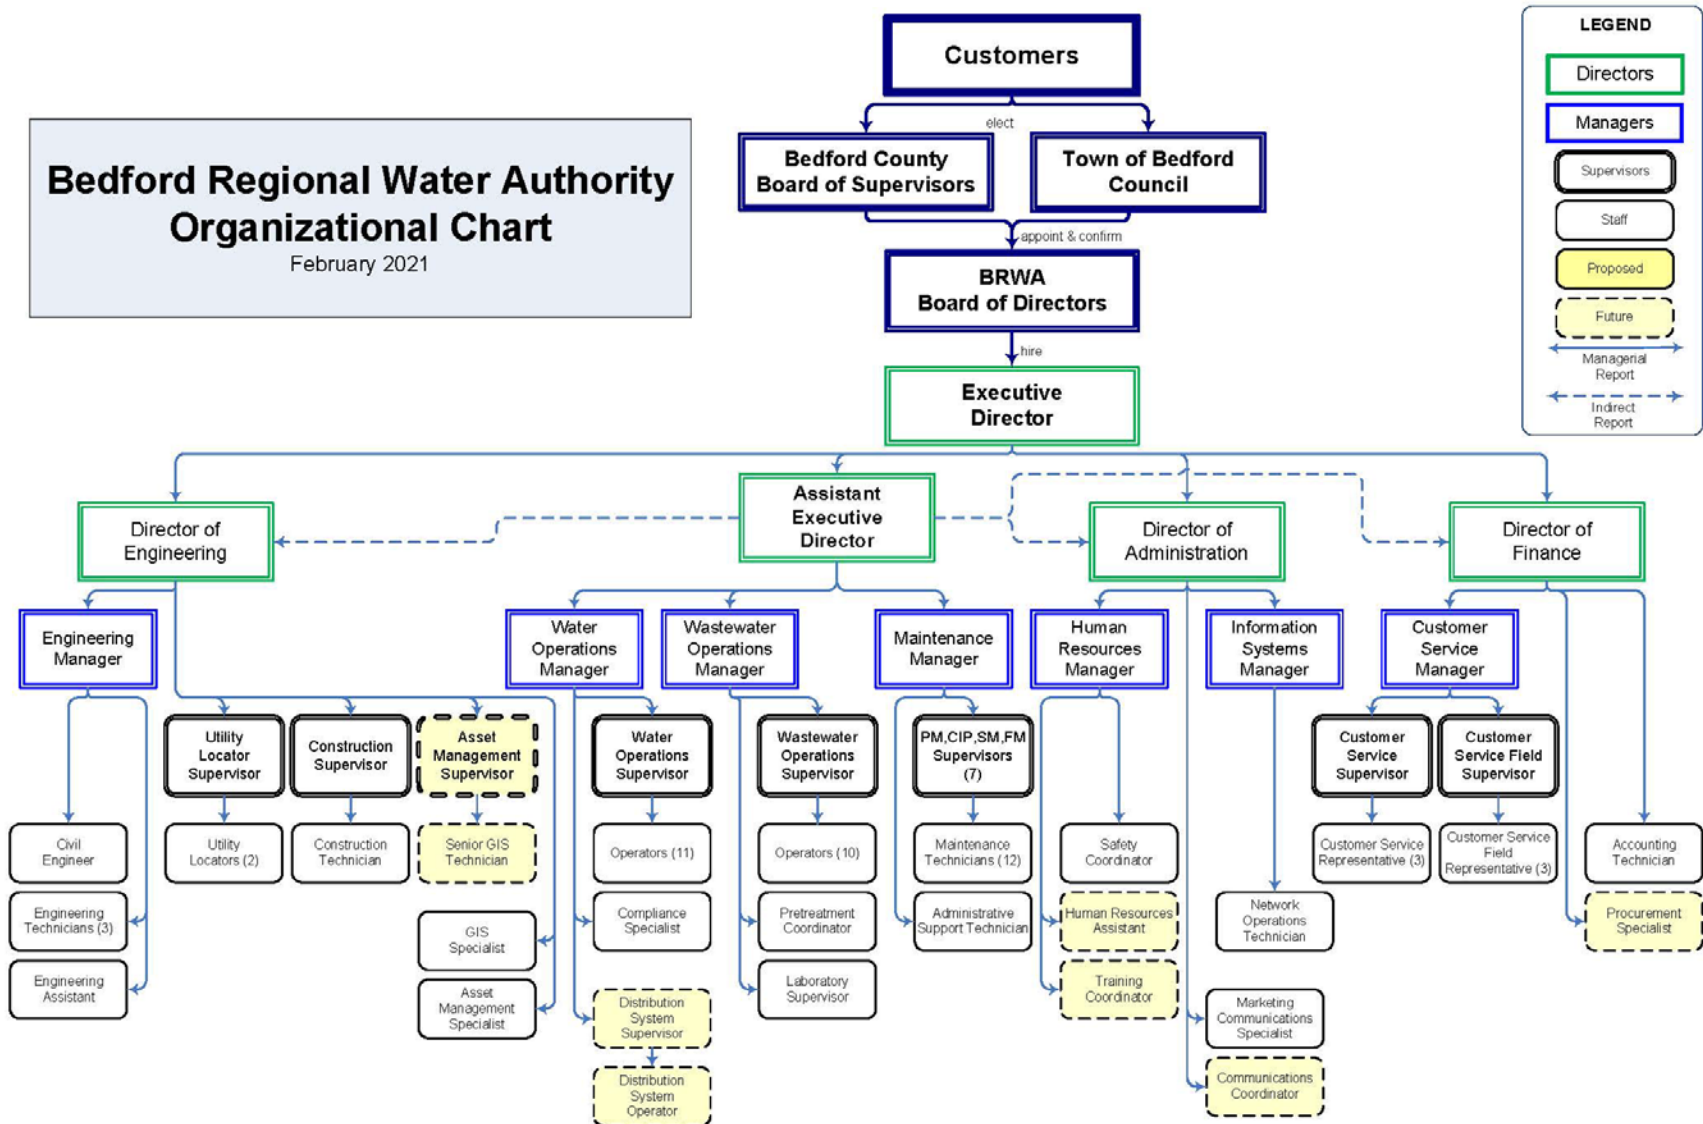 Bedford Regional Water Authority
Organizational Chart
February 2021
Customers
elect
Bedford County
Board of Supervisors
Town of Bedford
Council
appoint & confirm
BRWA
Board of Directors
hire
Executive
Director
LEGEND
Directors
Managers
Supervisors
Staff
Proposed
Future
Managerial
Report
Indirect
Report
Director of
Engineering
Assistant
Executive
Director
Director of
Administration
Director of
Finance
Engineering
Manager
Water
Operations
Manager
Wastewater
Operations
Manager
Maintenance
Manager
Human
Resources
Manager
Information
Systems
Manager
Customer
Service
Manager
Utility
Locator
Supervisor
Construction
Supervisor
Asset
Management
Supervisor
Water
Operations
Supervisor
Wastewater
Operations
Supervisor
PM,CIP,SM,FM
Supervisors
(7)
Customer
Service
Supervisor
Customer
Service Field
Supervisor
Civil
Engineer
Utility
Locators (2)
Construction
Technician
Senior GIS
Technician
Operators (11)
Operators (10)
Maintenance
Technicians (12)
Safety
Coordinator
Customer Service
Representative (3)
Customer Service
Field
Representative (3)
Accounting
Technician
Engineering
Technicians (3)
GIS
Specialist
Compliance
Specialist
Pretreatment
Coordinator
Administrative
Support Technician
Human Resources
Assistant
Network
Operations
Technician
Procurement
Specialist
Engineering
Assistant
Asset
Management
Specialist
Laboratory
Supervisor
Training
Coordinator
Distribution
System
Supervisor
Marketing
Communications
Specialist
Distribution
System
Operator
Communications
Coordinator